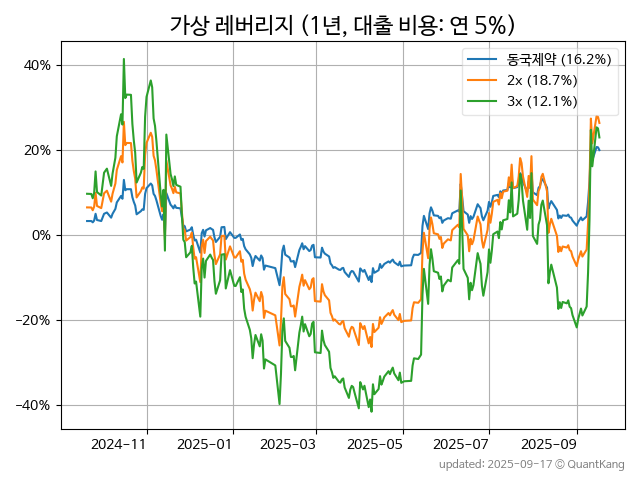 가상 레버리지 (1년, 대출 비용: 연 5%)
동국제약 (16.2%)
2x (18.7%)
3x (12.1%)
40%
20%
0%
−20%
−40%
2024-11
2025-01
2025-03
2025-05
2025-07
2025-09
updated: 2025-09-17 © QuantKang